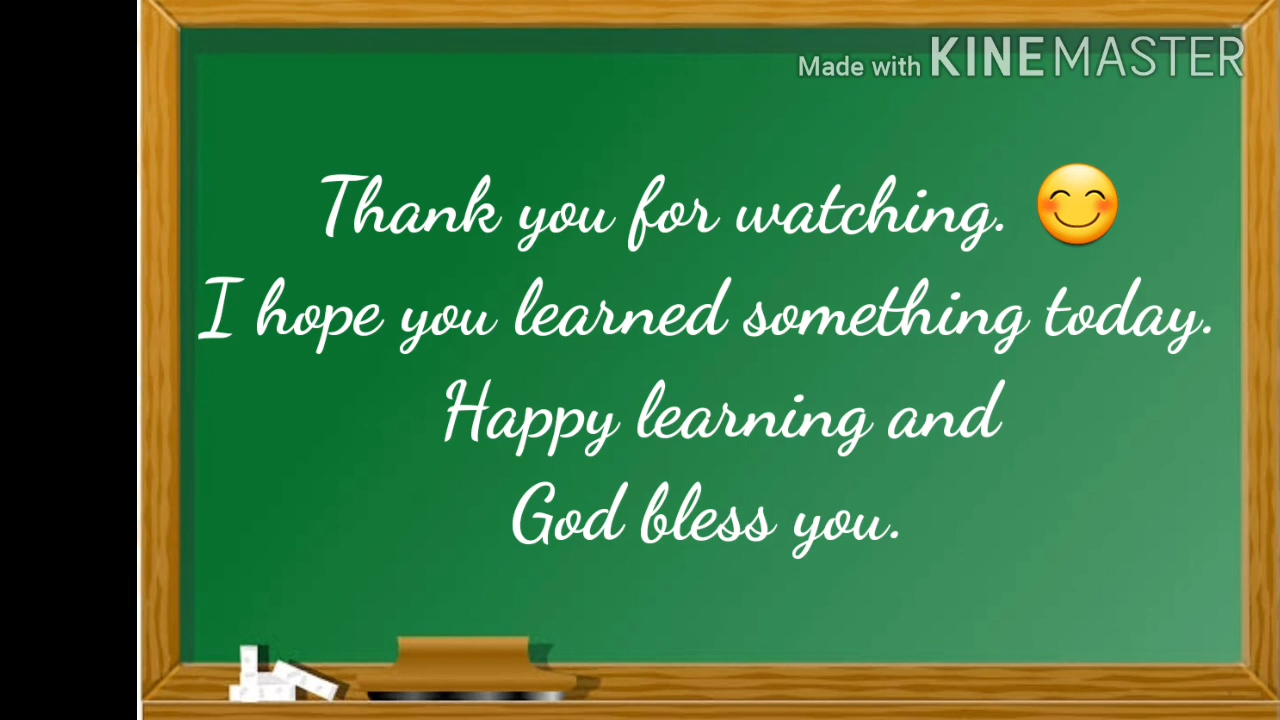 Made with KINEMASTER
Thank you for watching. 😊
I hope you learned something today.
Happy learning and
God bless you.